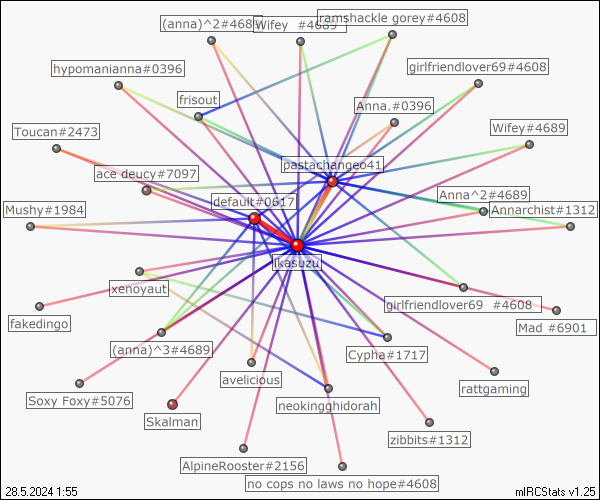 ramshackle gorey#4608
(anna)^2#4689
Wifey #4689
hypomanianna#0396
girlfriendlover69#4608
frisout
Anna.#0396
Toucan#2473
Wifey#4689
pastachangeo41
ace deucy#7097
Anna^2#4689
default#0617
Mushy#1984
Annarchist#1312
ikasuzu
xenoyaut
girlfriendlover69 #4608
fakedingo
Mad #6901
(anna)^3#4689
Cypha#1717
avelicious
rattgaming
Soxy Foxy#5076
neokingghidorah
Skalman
zibbits#1312
AlpineRooster#2156
no cops no laws no hope#4608
28.5.2024 1:55
mIRCStats v1.25